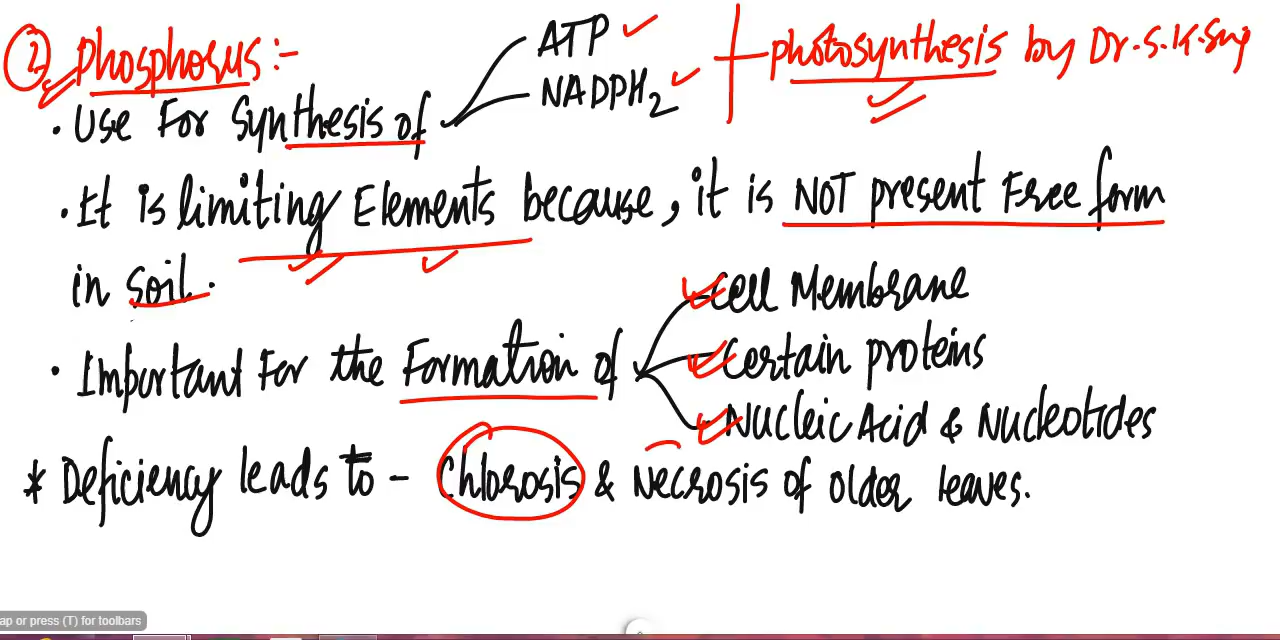 ② Phosphorus :-
ATP
NADPH2
photosynthesis by Dr. S. K. Sing
• Use For Synthesis of
• It is limiting Elements because, it is NOT present Free form
in soil.
• Important For the Formation of
Cell Membrane
Certain proteins
Nucleic Acid & Nucleotides
* Deficiency leads to - Chlorosis & Necrosis of older leaves.
ap or press (T) for toolbars